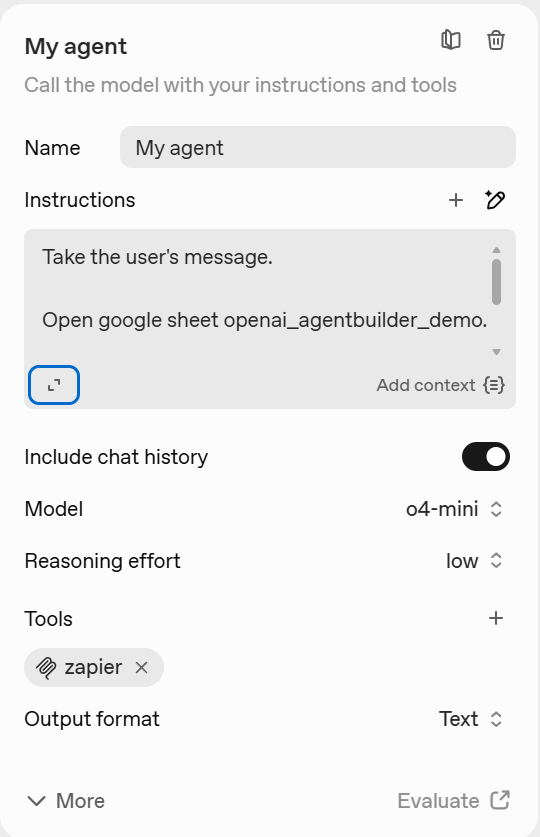 My agent
Call the model with your instructions and tools
Name My agent
Instructions
Take the user's message.
Open google sheet openai_agentbuilder_demo.
Add context
Include chat history
Model o4-mini
Reasoning effort low
Tools
zapier
Output format Text
More Evaluate